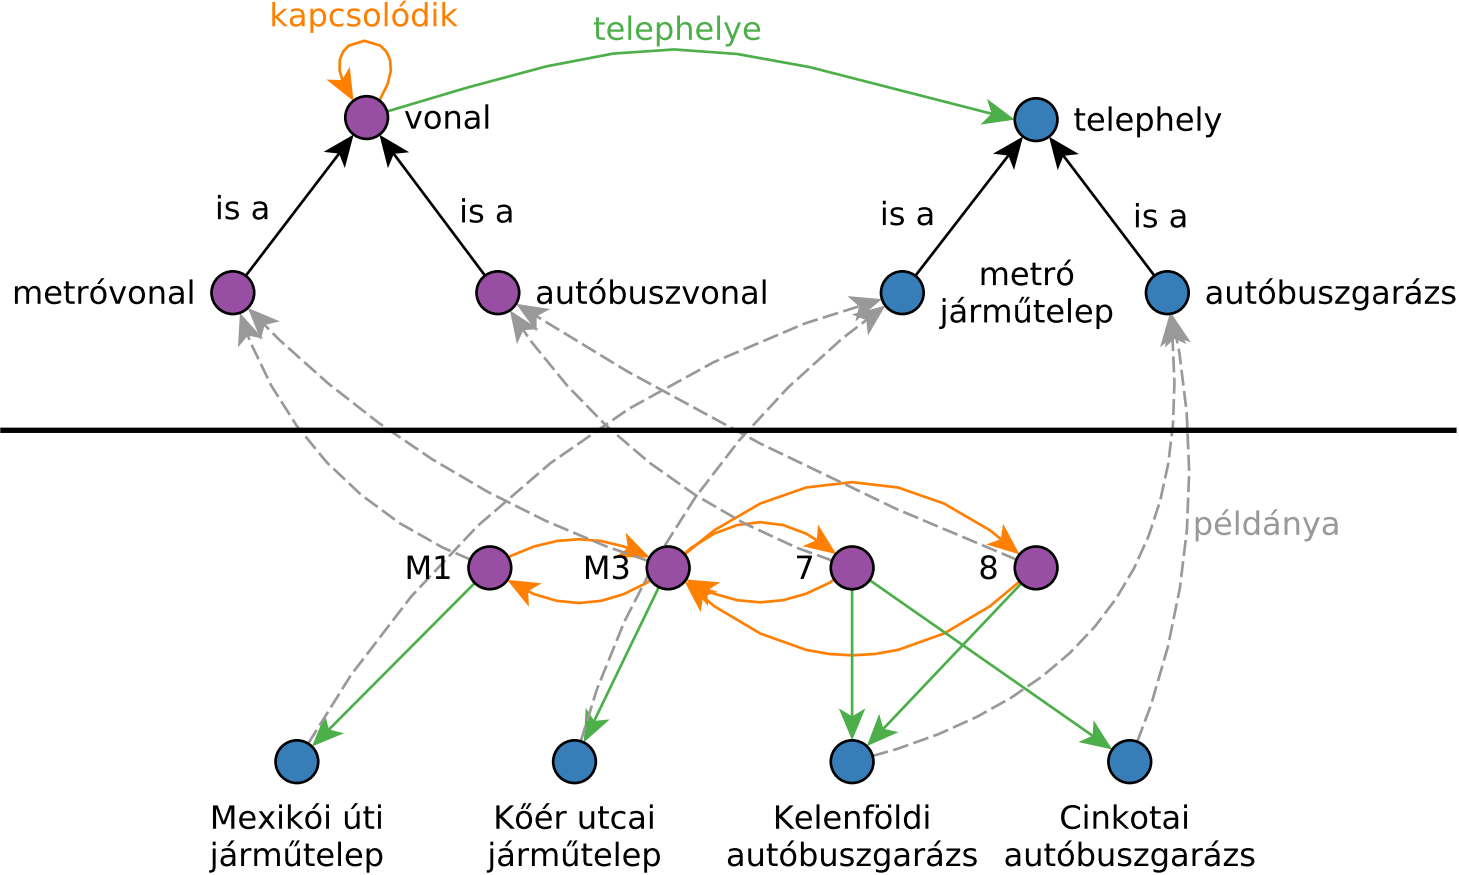 kapcsolódik
telephelye
vonal
telephely
is a
is a
is a
is a
metróvonal
autóbuszvonal
metró
járműtelep
autóbuszgarázs
példánya
M1
M3
7
8
Mexikói úti
járműtelep
Kőér utcai
járműtelep
Kelenföldi
autóbuszgarázs
Cinkotai
autóbuszgarázs